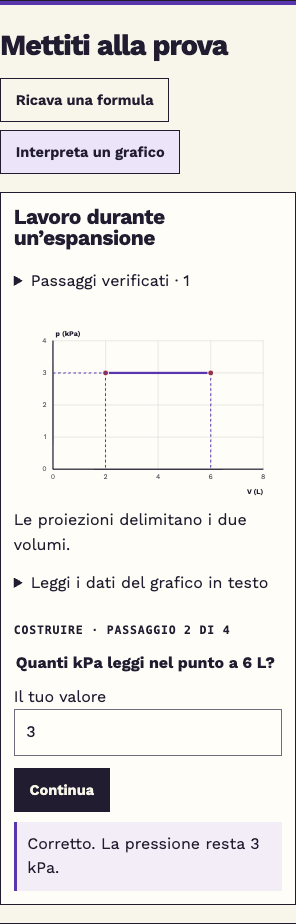 Mettiti alla prova
Ricava una formula
Interpreta un grafico
Lavoro durante
un’espansione
▶ Passaggi verificati · 1
p (kPa)
4
3
2
1
0
0 2 4 6 8
V (L)
Le proiezioni delimitano i due
volumi.
▶ Leggi i dati del grafico in testo
COSTRUIRE · PASSAGGIO 2 DI 4
Quanti kPa leggi nel punto a 6 L?
Il tuo valore
3
Continua
Corretto. La pressione resta 3
kPa.